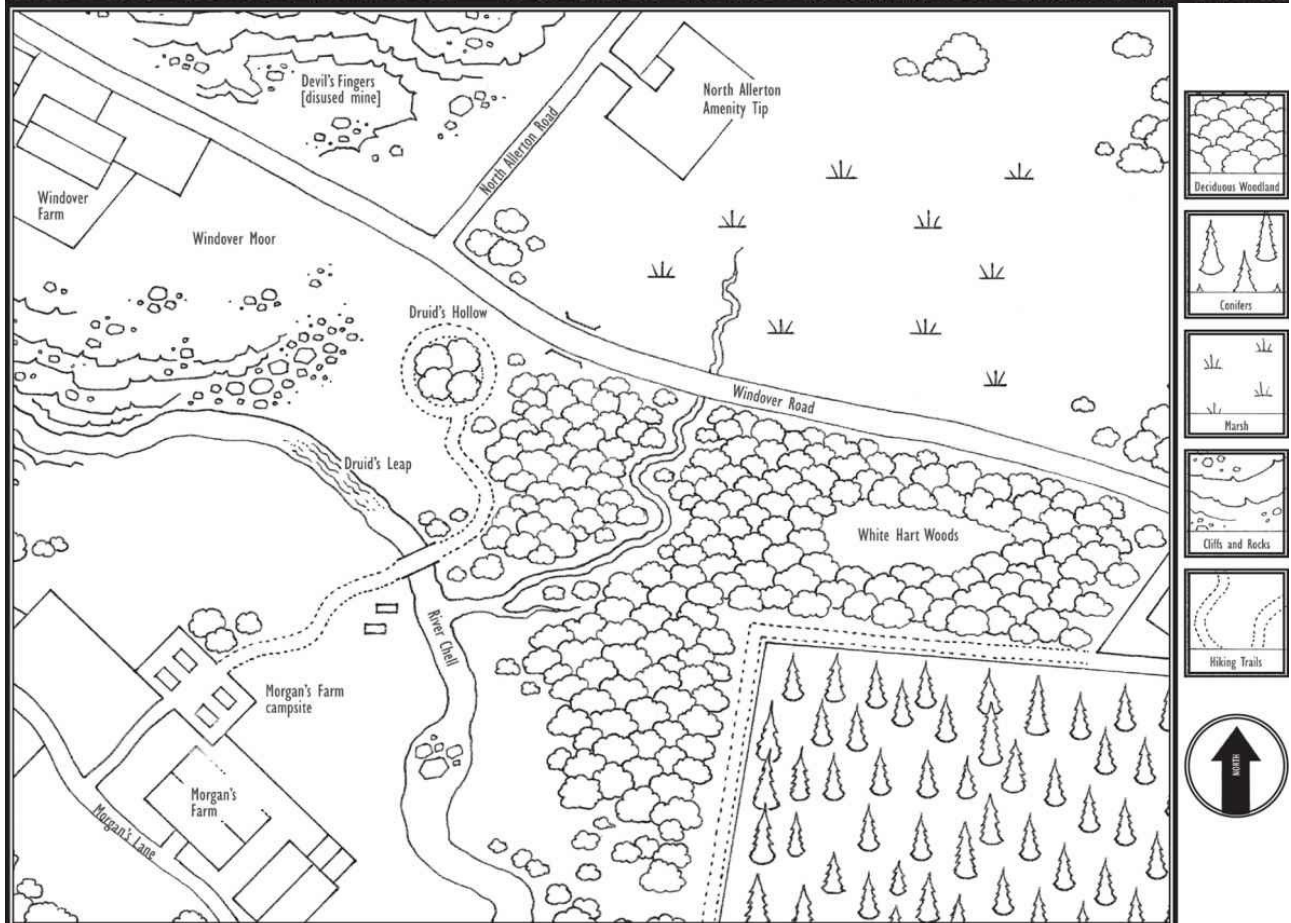 Devil's Fingers
[disused mine]
North Allerton Road
North Allerton
Amenity Tip
Windover
Farm
Windover Moor
Druid's Hollow
Windover Road
Druid's Leap
White Hart Woods
River Chell
Morgan's Farm
campsite
Morgan's
Farm
Morgan's Lane
Deciduous Woodland
Conifers
Marsh
Cliffs and Rocks
Hiking Trails
NORTH